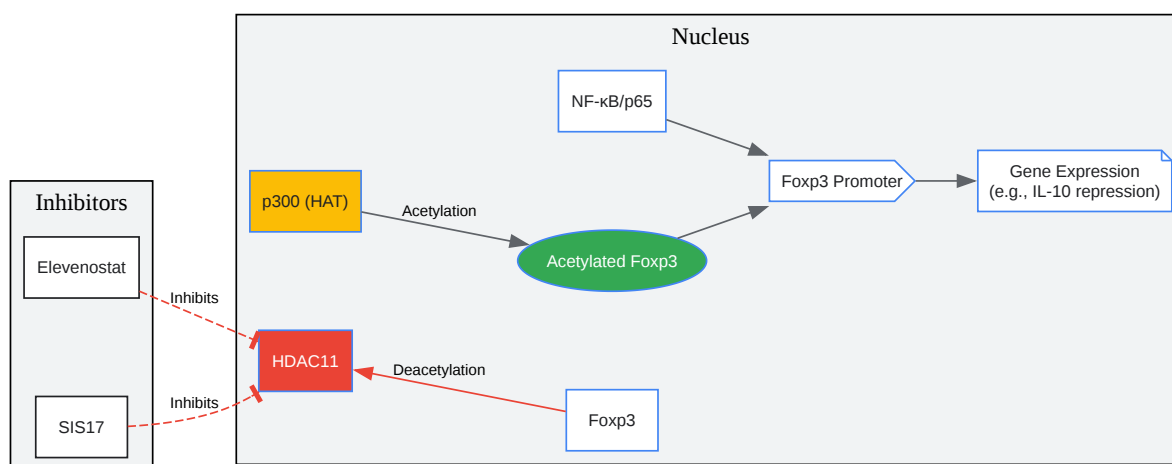 Nucleus
NF-κB/p65
Foxp3 Promoter
Gene Expression
(e.g., IL-10 repression)
p300 (HAT)
Acetylation
Acetylated Foxp3
Inhibitors
Elevenostat
Inhibits
HDAC11
Deacetylation
Inhibits
SIS17
Foxp3